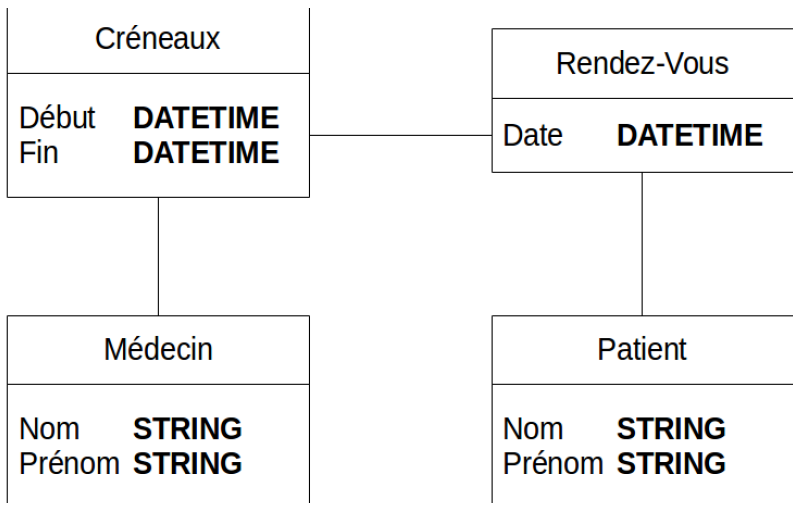 Créneaux
Début DATETIME
Fin DATETIME
Rendez-Vous
Date DATETIME
Médecin
Nom STRING
Prénom STRING
Patient
Nom STRING
Prénom STRING